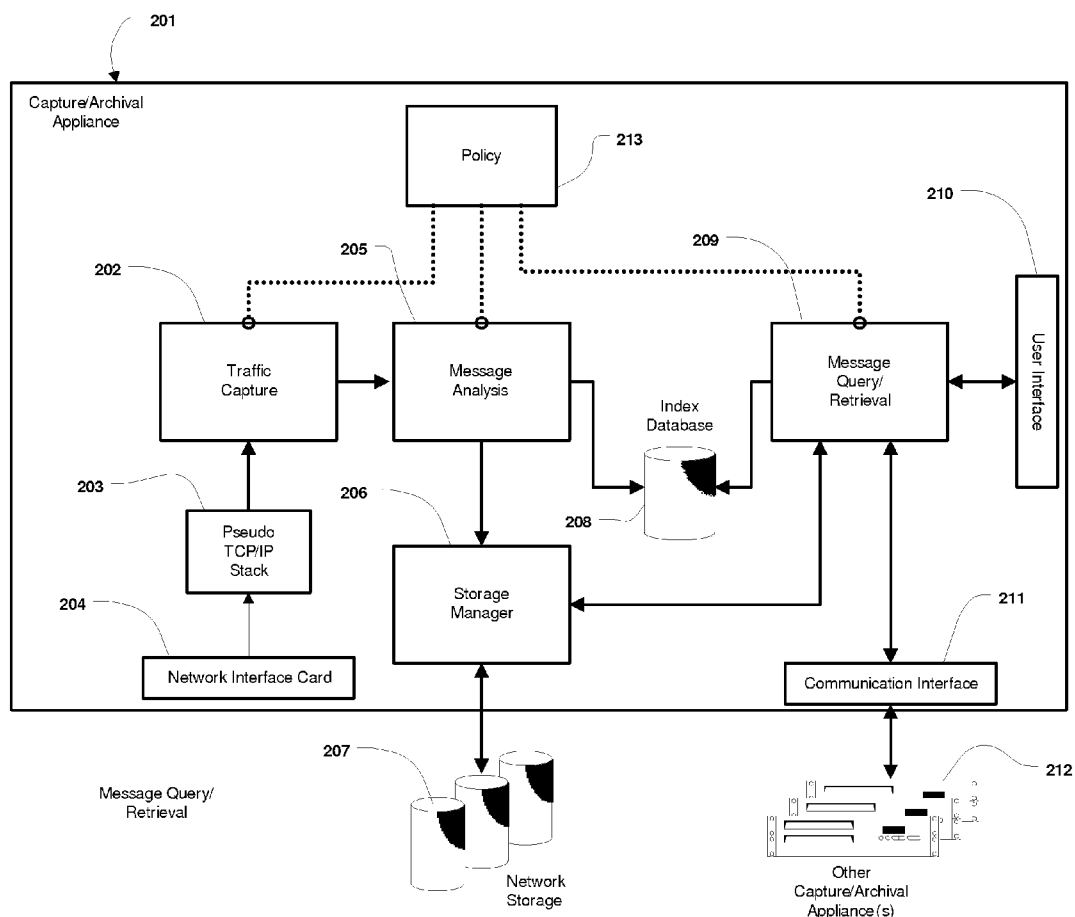 201
Capture/Archival
Appliance
Policy
213
210
202
205
209
Traffic
Capture
Message
Analysis
Message
Query/
Retrieval
User Interface
Index
Database
203
206
208
Pseudo
TCP/IP
Stack
204
Storage
Manager
211
Network Interface Card
Communication Interface
207
212
Message Query/
Retrieval
Network
Storage
Other
Capture/Archival
Appliance(s)